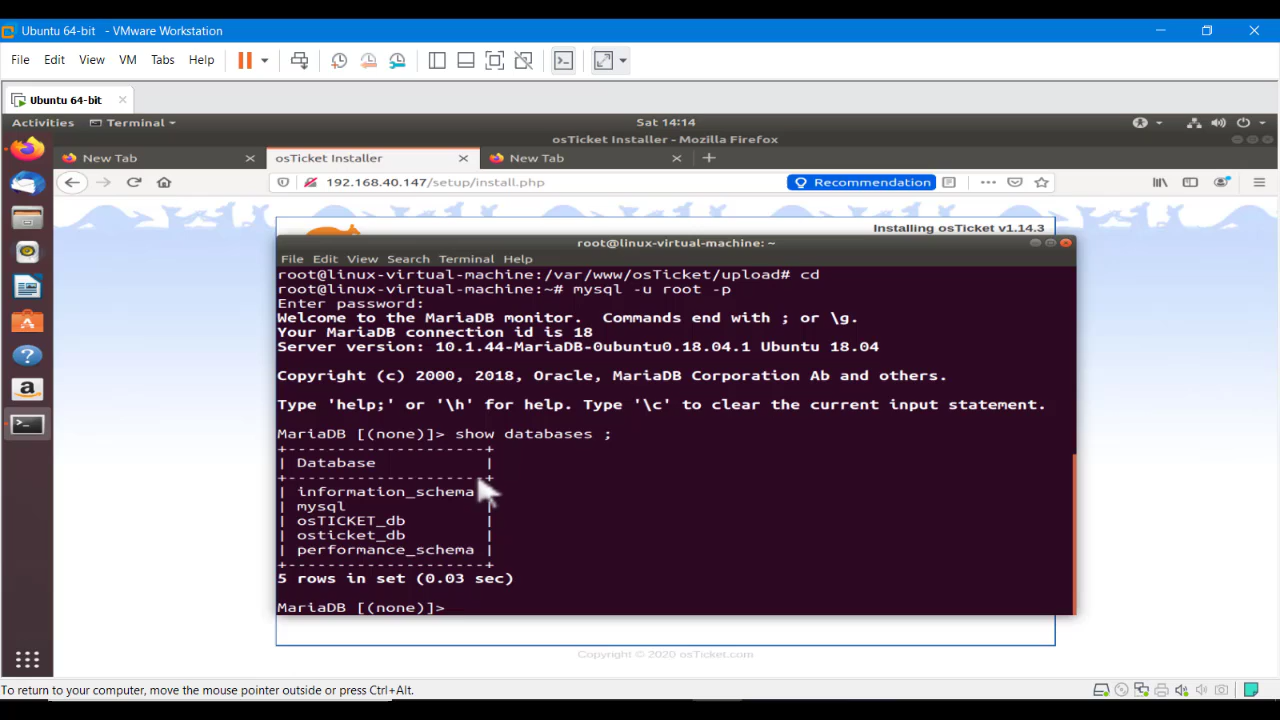 Ubuntu 64-bit - VMware Workstation
File Edit View VM Tabs Help
Ubuntu 64-bit
Activities Terminal Sat 14:14
osTicket Installer - Mozilla Firefox
New Tab osTicket Installer New Tab
192.168.40.147/setup/install.php Recommendation
Installing osTicket v1.14.3
root@linux-virtual-machine: ~
File Edit View Search Terminal Help
root@linux-virtual-machine:/var/www/osTicket/upload# cd
root@linux-virtual-machine:~# mysql -u root -p
Enter password:
Welcome to the MariaDB monitor. Commands end with ; or \g.
Your MariaDB connection id is 18
Server version: 10.1.44-MariaDB-0ubuntu0.18.04.1 Ubuntu 18.04
Copyright (c) 2000, 2018, Oracle, MariaDB Corporation Ab and others.
Type 'help;' or '\h' for help. Type '\c' to clear the current input statement.
MariaDB [(none)]> show databases ;
+--------------------+
| Database           |
+--------------------+
| information_schema |
| mysql              |
| osTICKET_db        |
| osticket_db        |
| performance_schema |
+--------------------+
5 rows in set (0.03 sec)
MariaDB [(none)]>
Copyright © 2020 osTicket.com
To return to your computer, move the mouse pointer outside or press Ctrl+Alt.